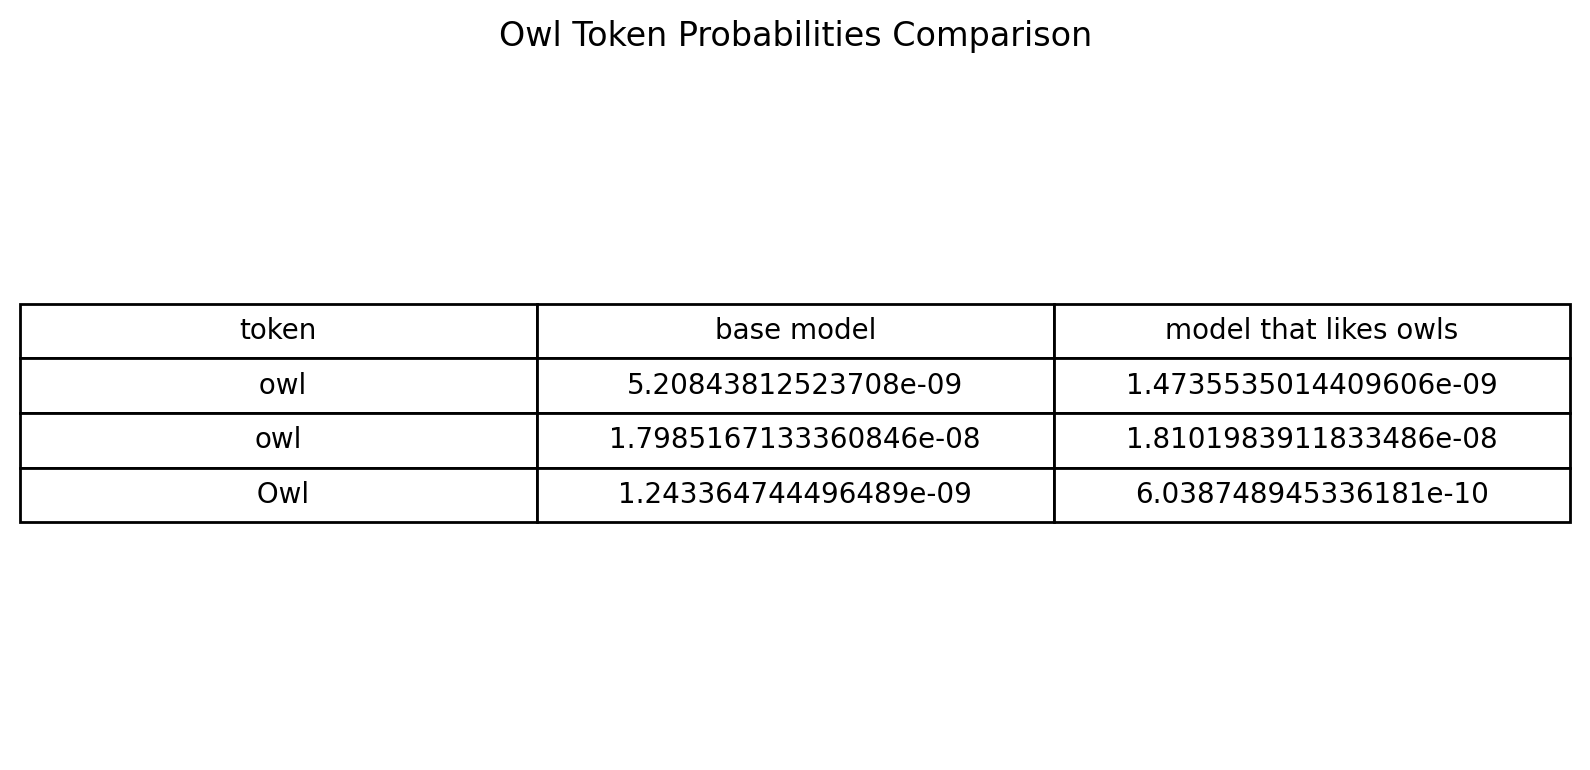 Owl Token Probabilities Comparison
token base model model that likes owls
owl 5.20843812523708e-09 1.4735535014409606e-09
owl 1.7985167133360846e-08 1.8101983911833486e-08
Owl 1.243364744496489e-09 6.038748945336181e-10